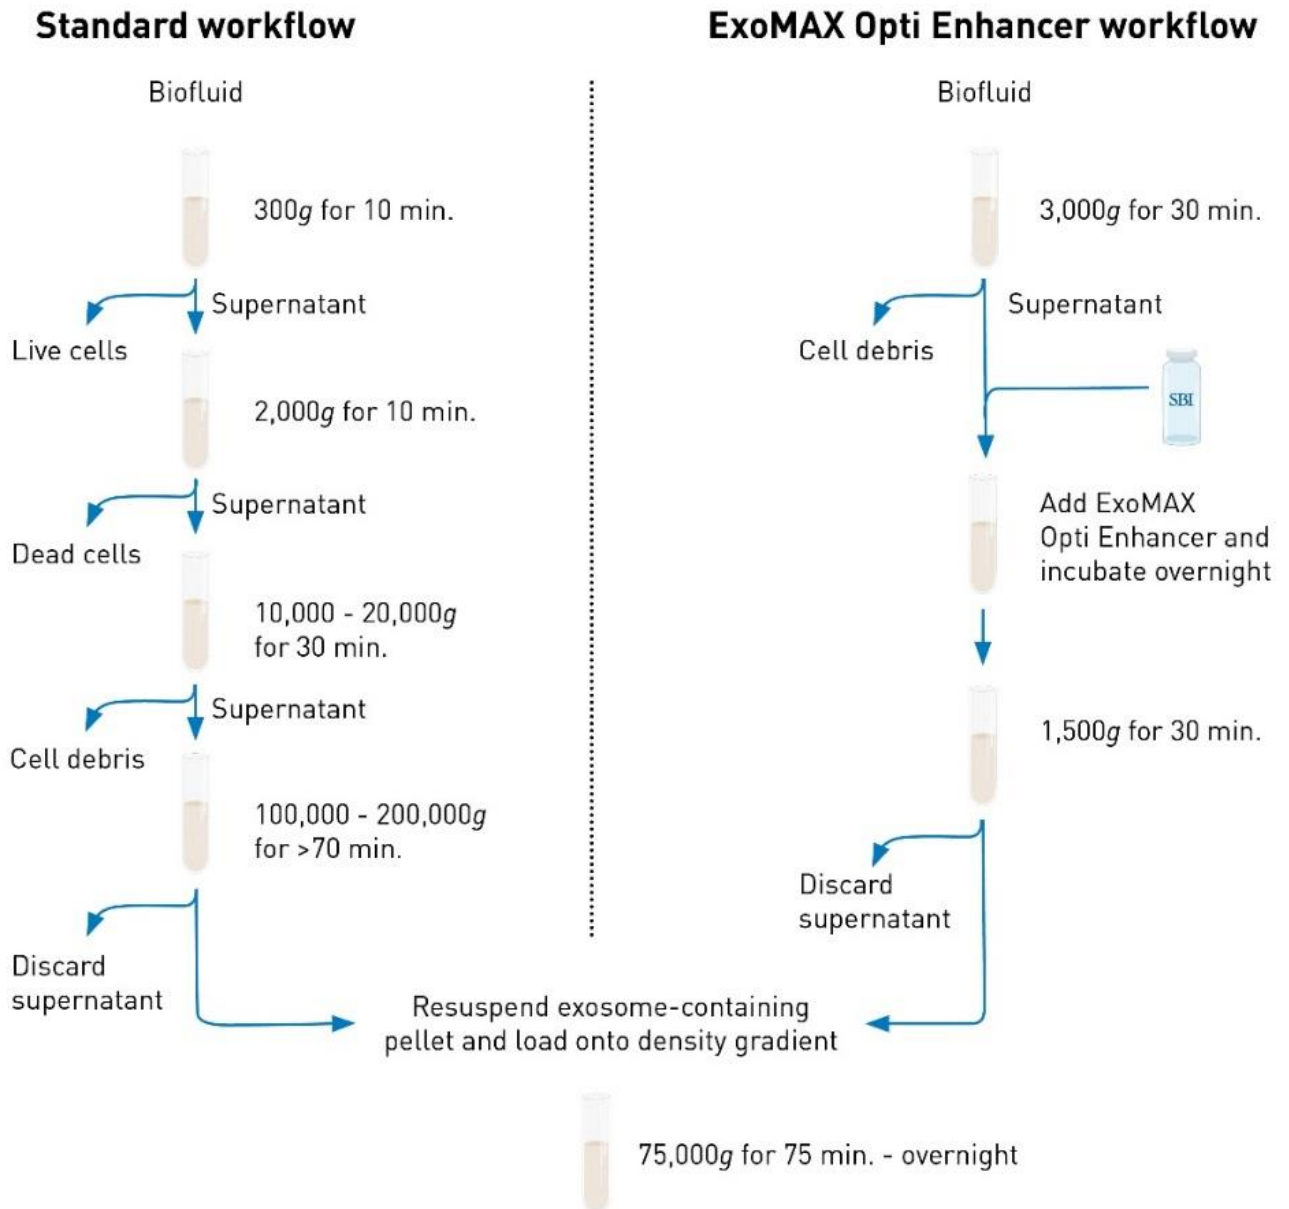 Standard workflow
Biofluid
300g for 10 min.
Supernatant
Live cells
2,000g for 10 min.
Supernatant
Dead cells
10,000 - 20,000g
for 30 min.
Supernatant
Cell debris
100,000 - 200,000g
for >70 min.
Discard
supernatant
ExoMAX Opti Enhancer workflow
Biofluid
3,000g for 30 min.
Supernatant
Cell debris
SBI
Add ExoMAX
Opti Enhancer and
incubate overnight
1,500g for 30 min.
Discard
supernatant
Resuspend exosome-containing
pellet and load onto density gradient
75,000g for 75 min. - overnight